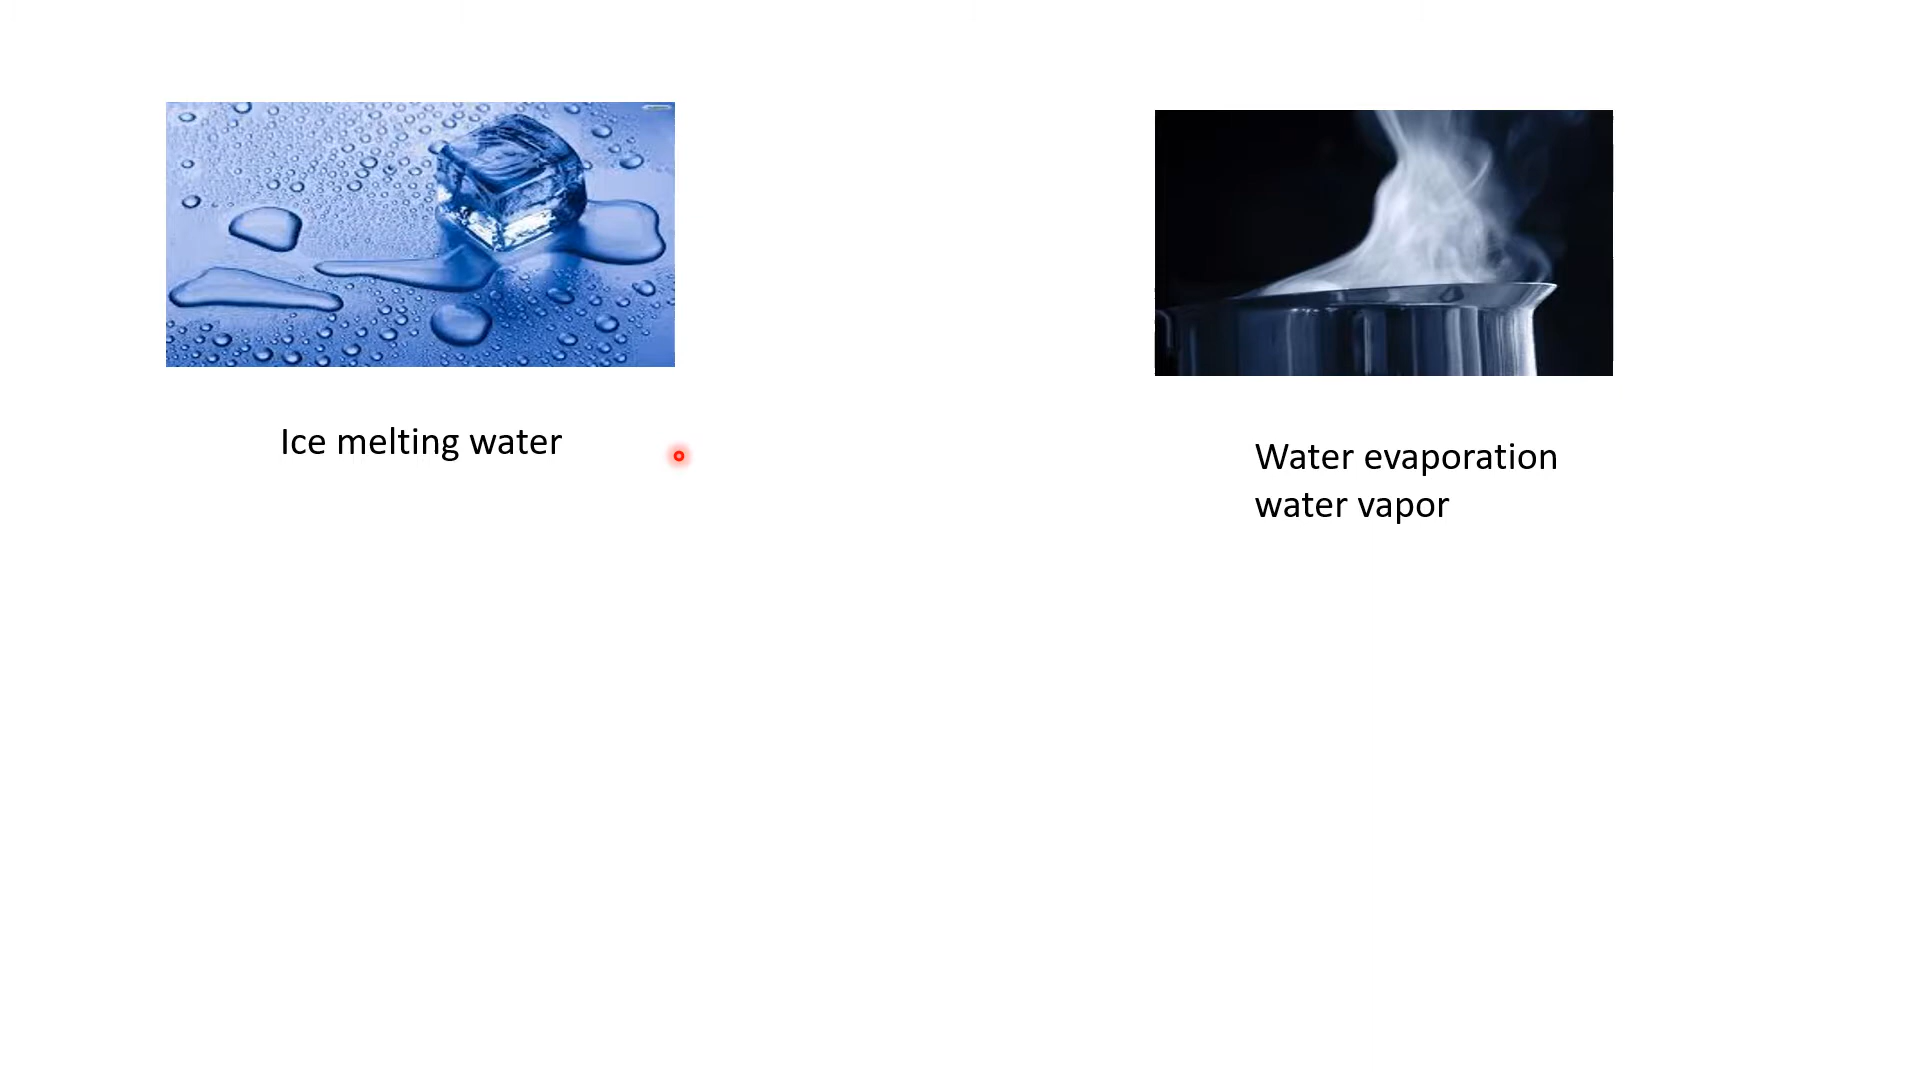 Ice melting water
Water evaporation
water vapor